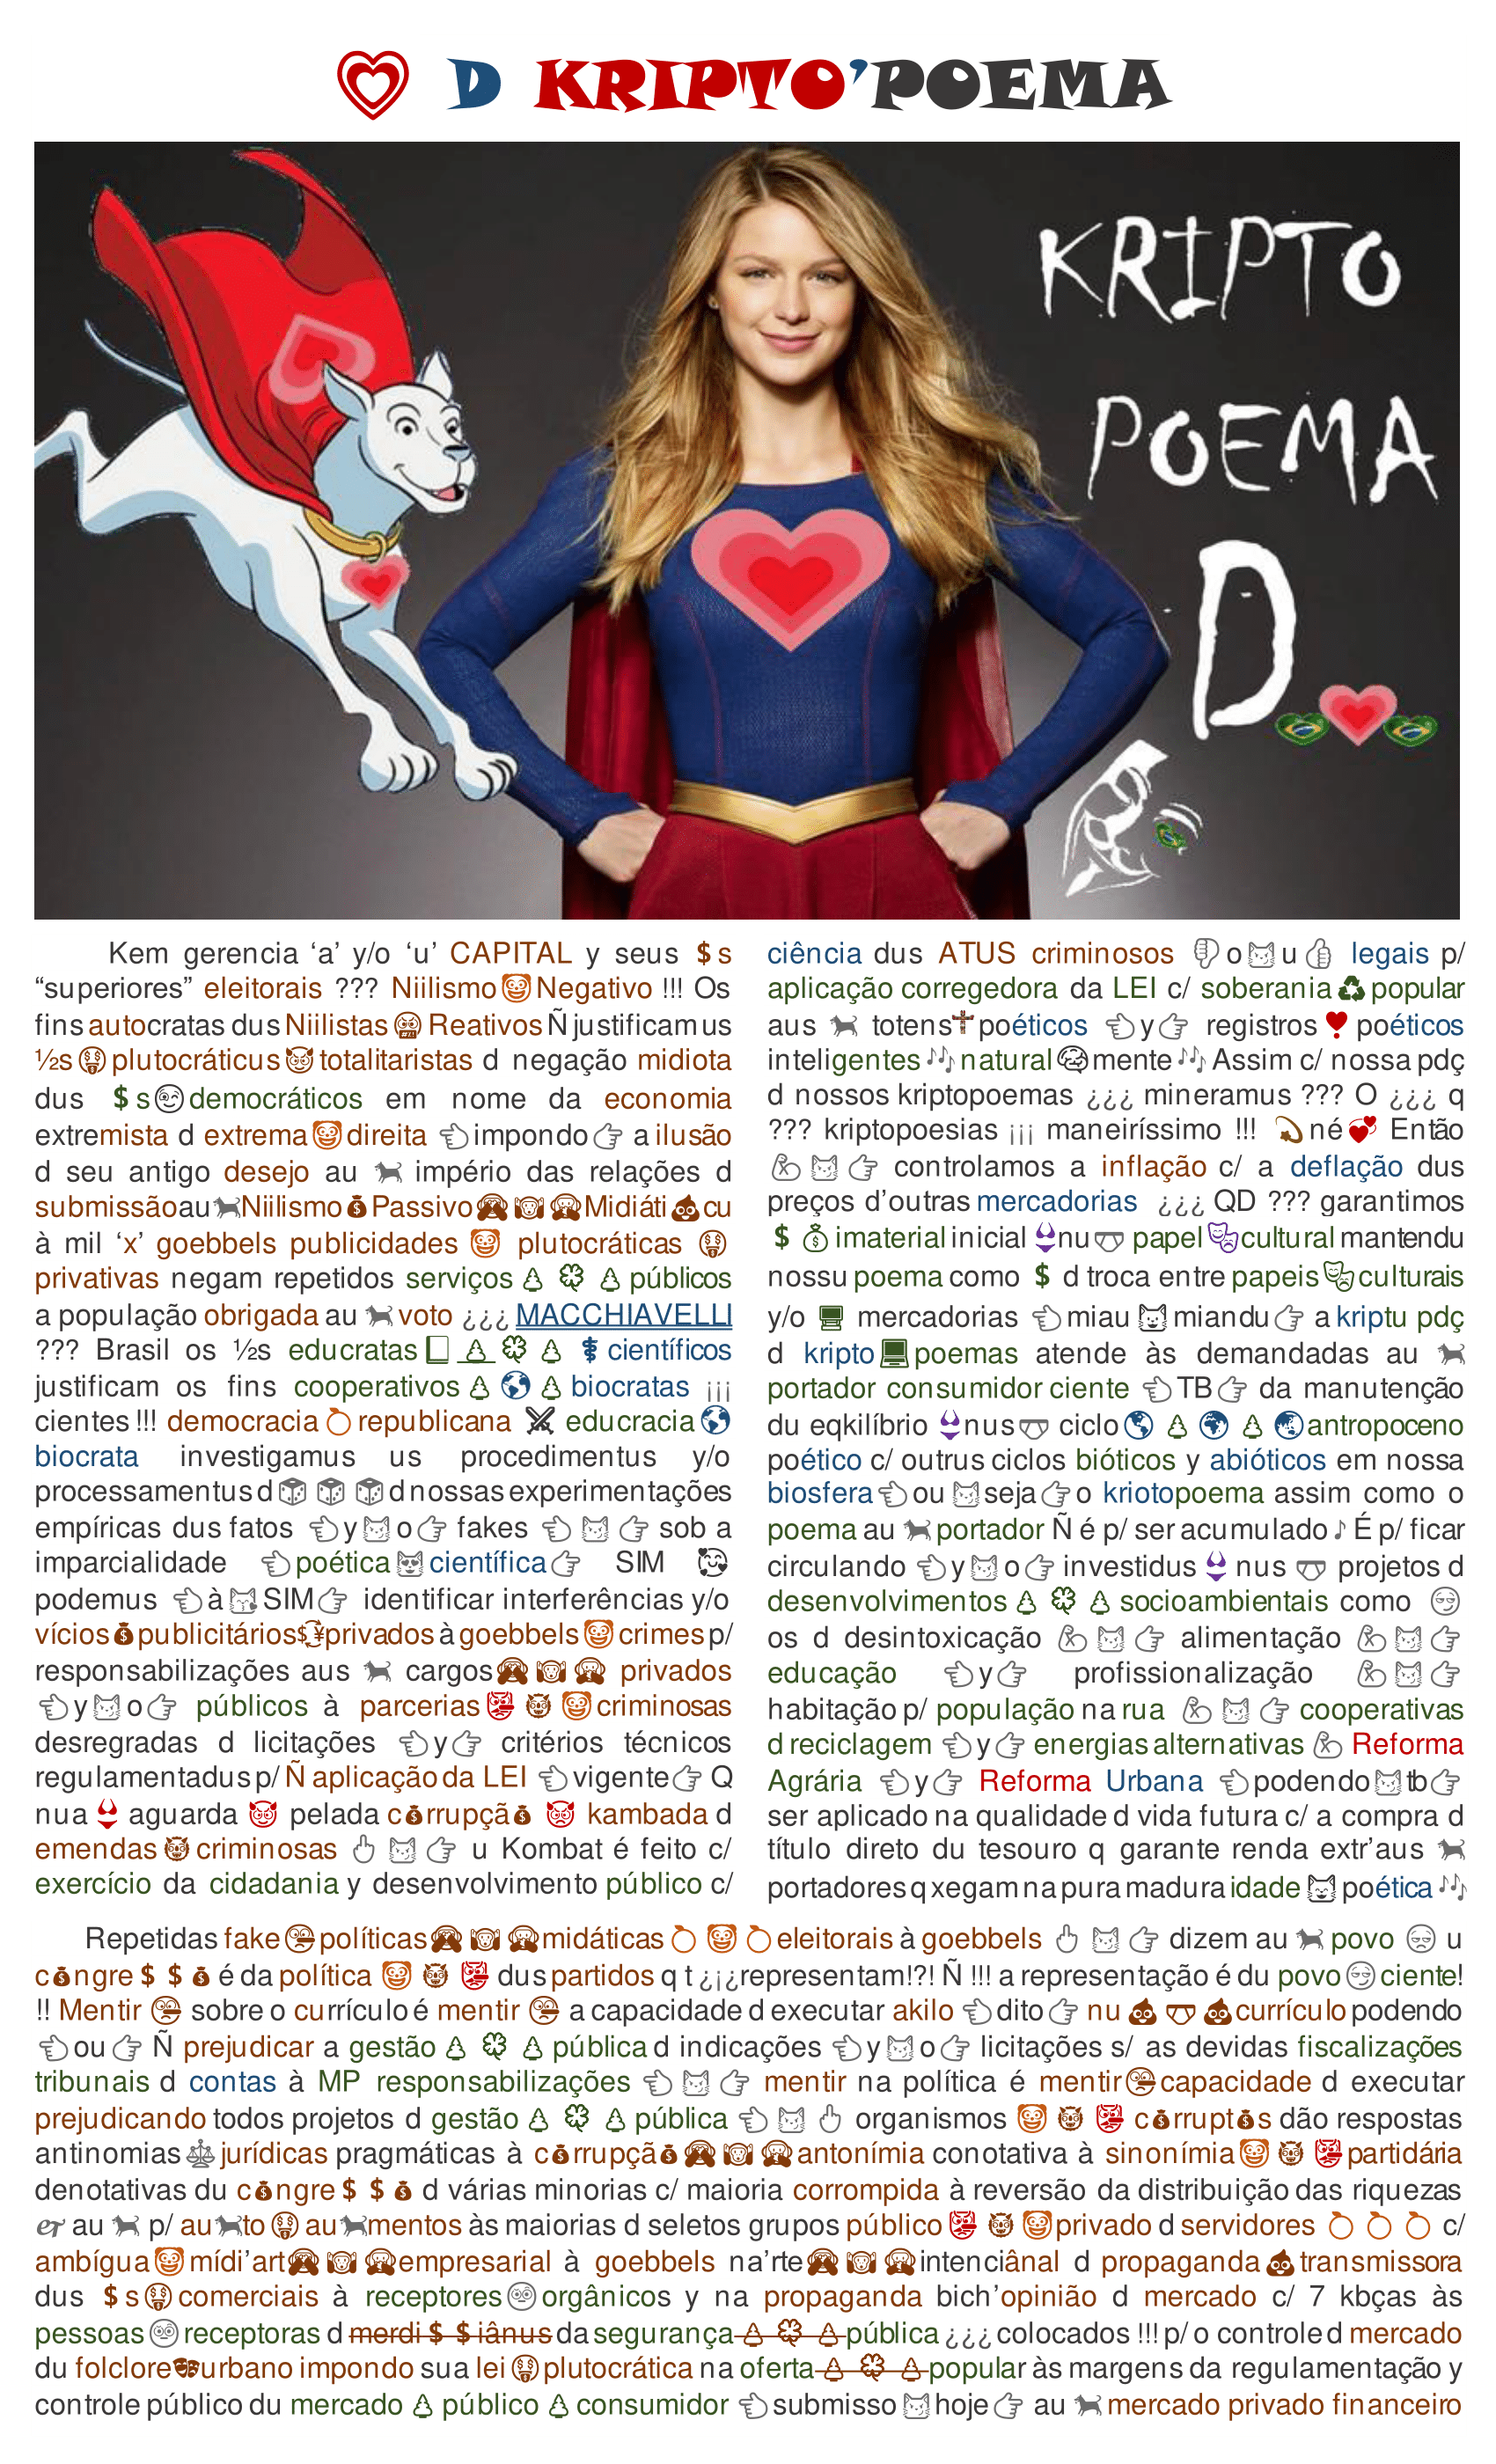 💗 D KRIPTO'POEMA
KRIPTO
POEMA
D
Kem gerencia ‘a’ y/o ‘u’ CAPITAL y seus $s
“superiores” eleitorais ??? Niilismo🤡Negativo !!! Os
fins autocratas dus Niilistas🤬Reativos Ñ justificam us
½s🤑plutocráticus😈totalitaristas d negação midiota
dus $s😉democráticos em nome da economia
extremista d extrema🤡direita 👈impondo👉 a ilusão
d seu antigo desejo au 🐕 império das relações d
submissão au🐕Niilismo💰Passivo🙈🐵🙊Midiáti💩cu
à mil ‘x’ goebbels publicidades 🤡 plutocráticas 🤑
privativas negam repetidos serviços🌲🍀🌲públicos
a população obrigada au🐕voto ¿¿¿ MACCHIAVELLI
??? Brasil os ½s educratas📗🌲🍀🌲⚕científicos
justificam os fins cooperativos🌲🌎🌲biocratas ¡¡¡
cientes !!! democracia🍊republicana ⚔ educracia🌎
biocrata investigamus us procedimentus y/o
processamentus d🎲🎲🎲d nossas experimentações
empíricas dus fatos 👈y🐱o👉 fakes 👈🐱👉 sob a
imparcialidade 👈poética😻científica👉 SIM 🥰
podemus 👈à😽SIM👉 identificar interferências y/o
vícios💰publicitários💱privados à goebbels🤡crimes p/
responsabilizações aus 🐕 cargos🙈🐵🙊 privados
👈y🐱o👉 públicos à parcerias👺👹🤡criminosas
desregradas d licitações 👈y👉 critérios técnicos
regulamentadus p/ Ñ aplicação da LEI 👈vigente👉 Q
nua 👙 aguarda 😈 pelada c💰rrupçã💰 👿 kambada d
emendas👹criminosas 🖕🐱👉 u Kombat é feito c/
exercício da cidadania y desenvolvimento público c/
ciência dus ATUS criminosos 👎o🐱u👍 legais p/
aplicação corregedora da LEI c/ soberania♻popular
aus 🐕 totens✝poéticos 👈y👉 registros❣poéticos
inteligentes🎶natural🧠mente🎶Assim c/ nossa pdç
d nossos kriptopoemas ¿¿¿ mineramus ??? O ¿¿¿ q
??? kriptopoesias ¡¡¡ maneiríssimo !!! 💫né💞 Então
💪🐱👉 controlamos a inflação c/ a deflação dus
preços d’outras mercadorias ¿¿¿ QD ??? garantimos
$💰imaterial inicial👙nu🩲papel🎭cultural mantendu
nossu poema como $ d troca entre papeis🎭culturais
y/o 💻 mercadorias 👈miau😺miandu👉 a kriptu pdç
d kripto💻poemas atende às demandadas au 🐕
portador consumidor ciente 👈TB👉 da manutenção
du eqkilíbrio👙nus🩲ciclo🌎🌲🌍🌲🌏antropoceno
poético c/ outrus ciclos bióticos y abióticos em nossa
biosfera👈ou🐱seja👉o kriotopoema assim como o
poema au 🐕portador Ñ é p/ ser acumulado♪É p/ ficar
circulando 👈y🐱o👉 investidus👙nus🩲 projetos d
desenvolvimentos🌲🍀🌲socioambientais como 😏
os d desintoxicação 💪🐱👉 alimentação 💪🐱👉
educação 👈y👉 profissionalização 💪🐱👉
habitação p/ população na rua 💪🐱👉 cooperativas
d reciclagem 👈y👉 energias alternativas 💪 Reforma
Agrária 👈y👉 Reforma Urbana 👈podendo🐱tb👉
ser aplicado na qualidade d vida futura c/ a compra d
título direto du tesouro q garante renda extr’aus 🐕
portadores q xegam na pura madura idade😺poética🎶
Repetidas fake🤥políticas🙈🐵🙊midáticas🍊🤡🍊eleitorais à goebbels 🖕🐱👉 dizem au🐕povo 😞 u
c💰ngre$$💰 é da política 🤡👹👺 dus partidos q t ¿¡¿representam!?! Ñ !!! a representação é du povo😏ciente!
!! Mentir 🤥 sobre o currículo é mentir 🤥 a capacidade d executar akilo 👈dito👉 nu💩🩲💩currículo podendo
👈ou👉 Ñ prejudicar a gestão🌲🍀🌲pública d indicações 👈y🐱o👉 licitações s/ as devidas fiscalizações
tribunais d contas à MP responsabilizações 👈🐱👉 mentir na política é mentir🤥capacidade d executar
prejudicando todos projetos d gestão🌲🍀🌲pública 👈🐱🖕 organismos 🤡👹👺 c💰rrupt💰s dão respostas
antinomias⚖jurídicas pragmáticas à c💰rrupçã💰🙈🐵🙊antonímia conotativa à sinonímia🤡👹👺partidária
denotativas du c💰ngre$$💰 d várias minorias c/ maioria corrompida à reversão da distribuição das riquezas
🙰 au 🐕 p/ au🐕to🤑au🐕mentos às maiorias d seletos grupos público👺👹🤡privado d servidores 🍊🍊🍊 c/
ambígua🤡mídi’art🙈🐵🙊empresarial à goebbels na’rte🙈🐵🙊intenciânal d propaganda💩transmissora
dus $s🤑comerciais à receptores🙄orgânicos y na propaganda bich’opinião d mercado c/ 7 kbças às
pessoas🙄receptoras d merdi$$iânus da segurança🌲🍀🌲pública ¿¿¿ colocados !!! p/ o controle d mercado
du folclore🎭urbano impondo sua lei🤑plutocrática na oferta🌲🍀🌲popular às margens da regulamentação y
controle público du mercado🌲público🌲consumidor 👈submisso🐱hoje👉 au 🐕mercado privado financeiro